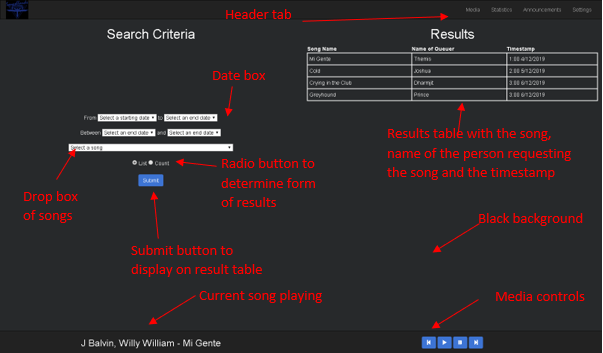 Header tab
Media Statistics Announcements Settings
Search Criteria
Results
Song Name Name of Queuer Timestamp
Mi Gente Themis 1:00 5/12/2019
Cold Joshua 2:00 5/12/2019
Crying in the Club Dharmjt 3:00 6/12/2019
Greyhound Prince 3:00 6/12/2019
Date box
From Select a starting date to Select an end date
Between Select an end date and Select an end date
Select a song
List Count
Submit
Results table with the song,
name of the person requesting
the song and the timestamp
Radio button to
determine form
of results
Drop box
of songs
Black background
Submit button to
display on result table
Current song playing
Media controls
J Balvin, Willy William - Mi Gente